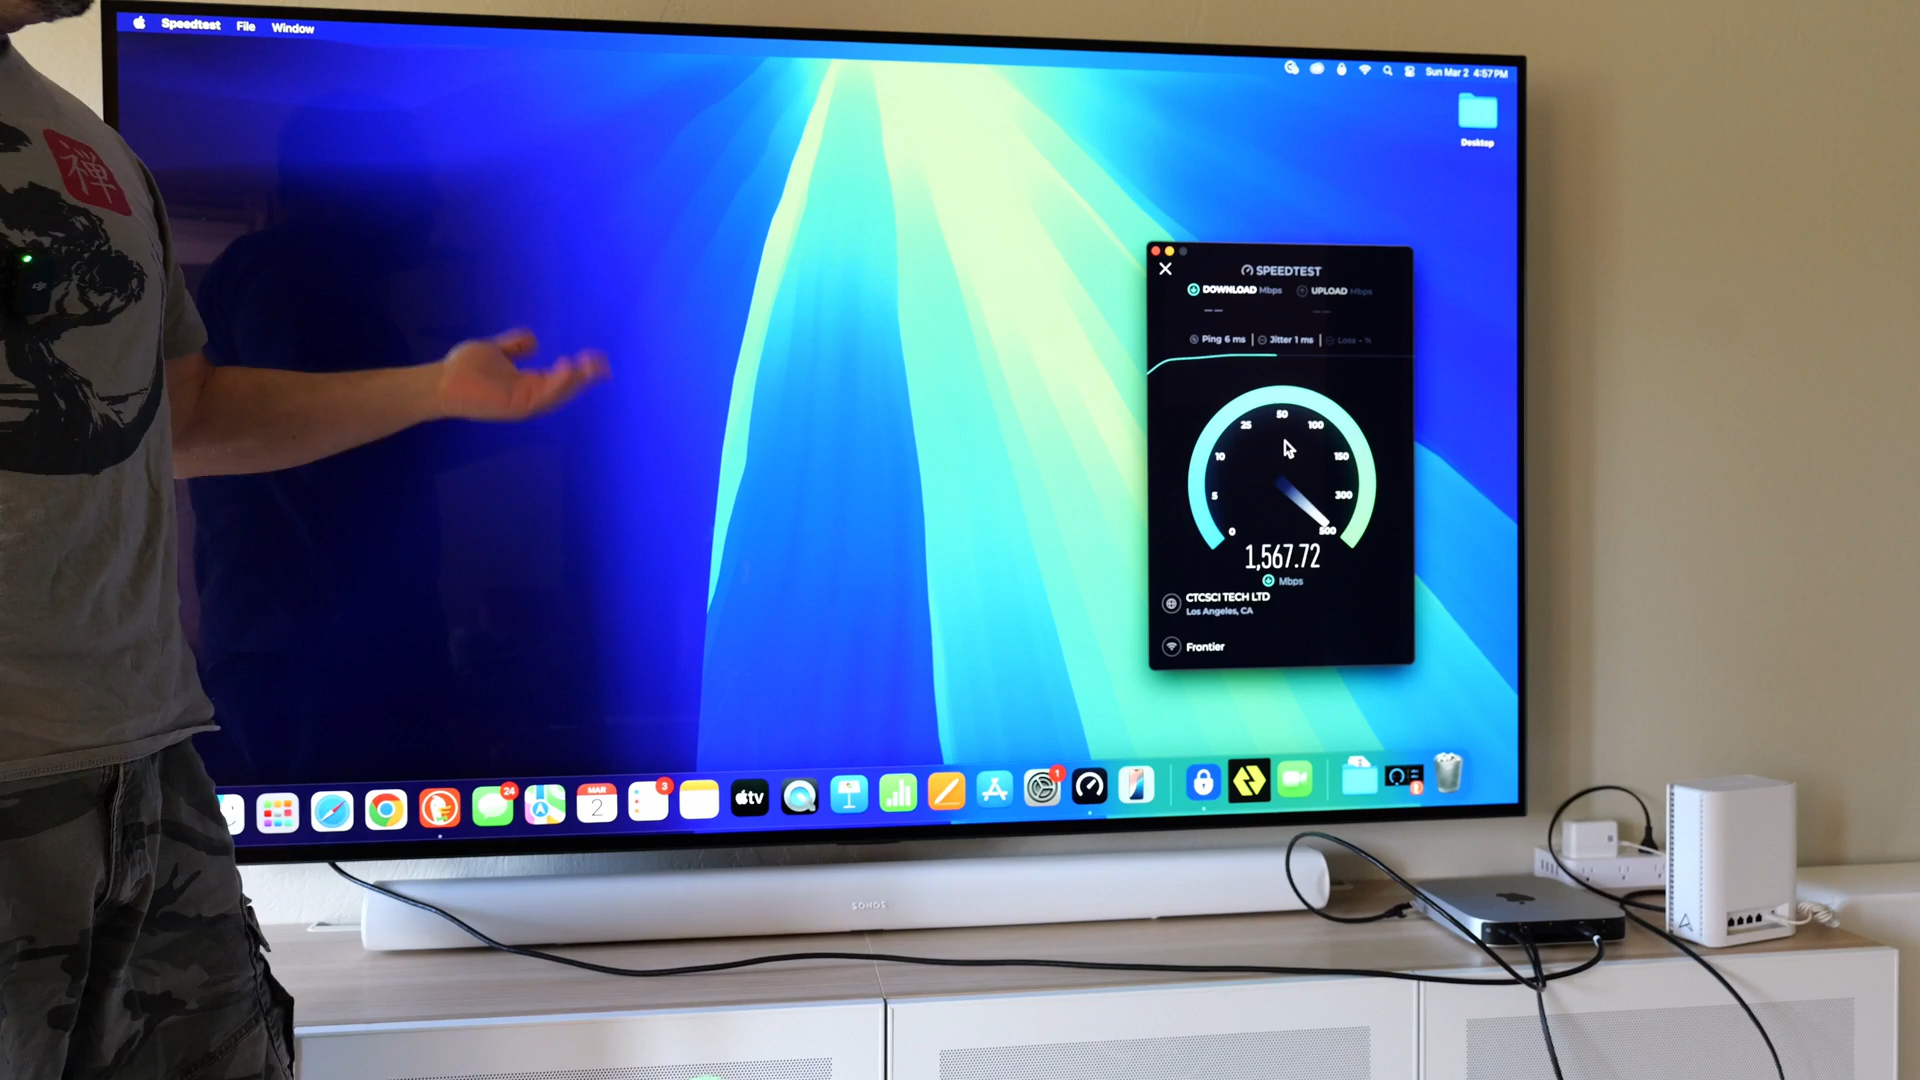 Speedtest File Window
Sun Mar 2 4:57 PM
Desktop
禅
SPEEDTEST
DOWNLOAD Mbps UPLOAD Mbps
Ping 6 ms Jitter 1 ms Loss - %
0
5
10
25
50
100
150
300
500
1,567.72
Mbps
CTCSCI TECH LTD
Los Angeles, CA
Frontier
24
MAR
2
3
tv
1
SONOS